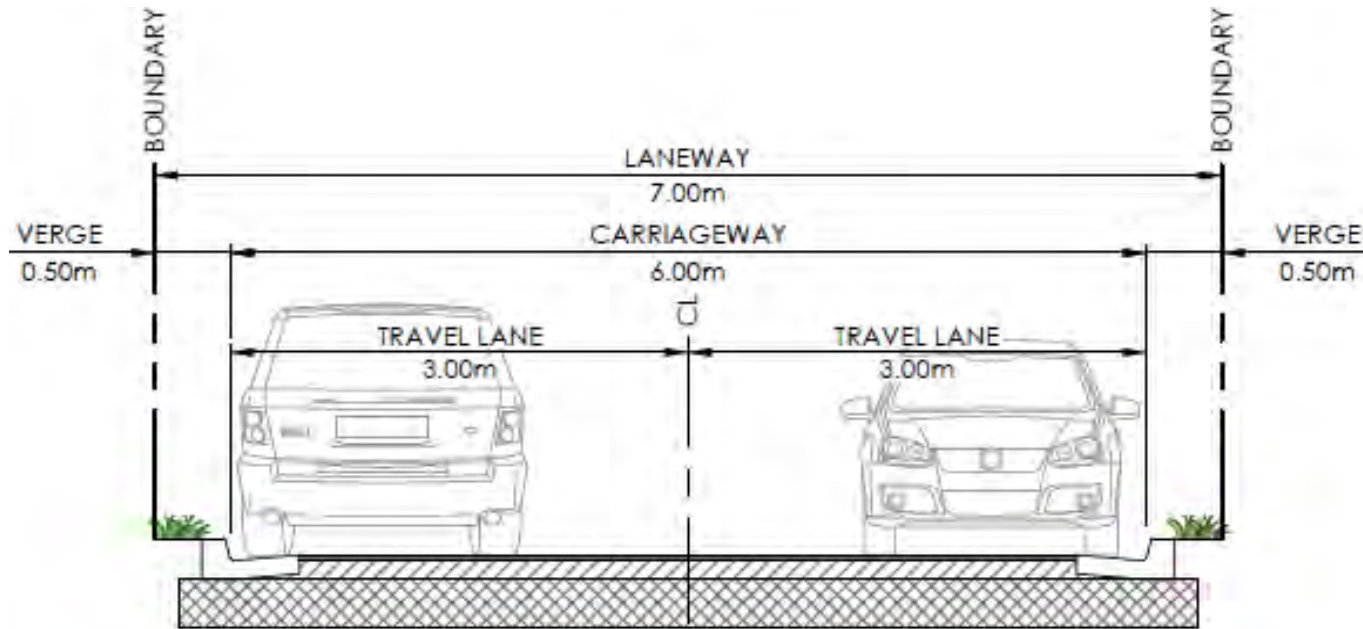 BOUNDARY
BOUNDARY
LANEWAY
7.00m
VERGE
0.50m
CARRIAGEWAY
6.00m
VERGE
0.50m
CL
TRAVEL LANE
3.00m
TRAVEL LANE
3.00m